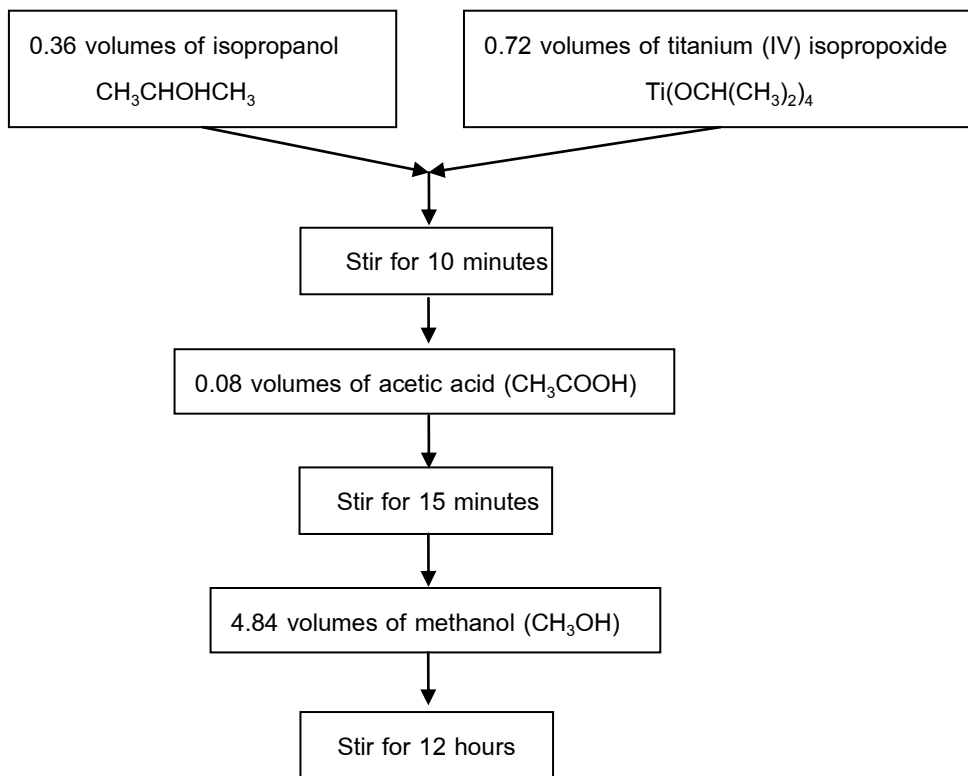 0.36 volumes of isopropanol
CH₃CHOHCH₃
0.72 volumes of titanium (IV) isopropoxide
Ti(OCH(CH₃)₂)₄
Stir for 10 minutes
0.08 volumes of acetic acid (CH₃COOH)
Stir for 15 minutes
4.84 volumes of methanol (CH₃OH)
Stir for 12 hours